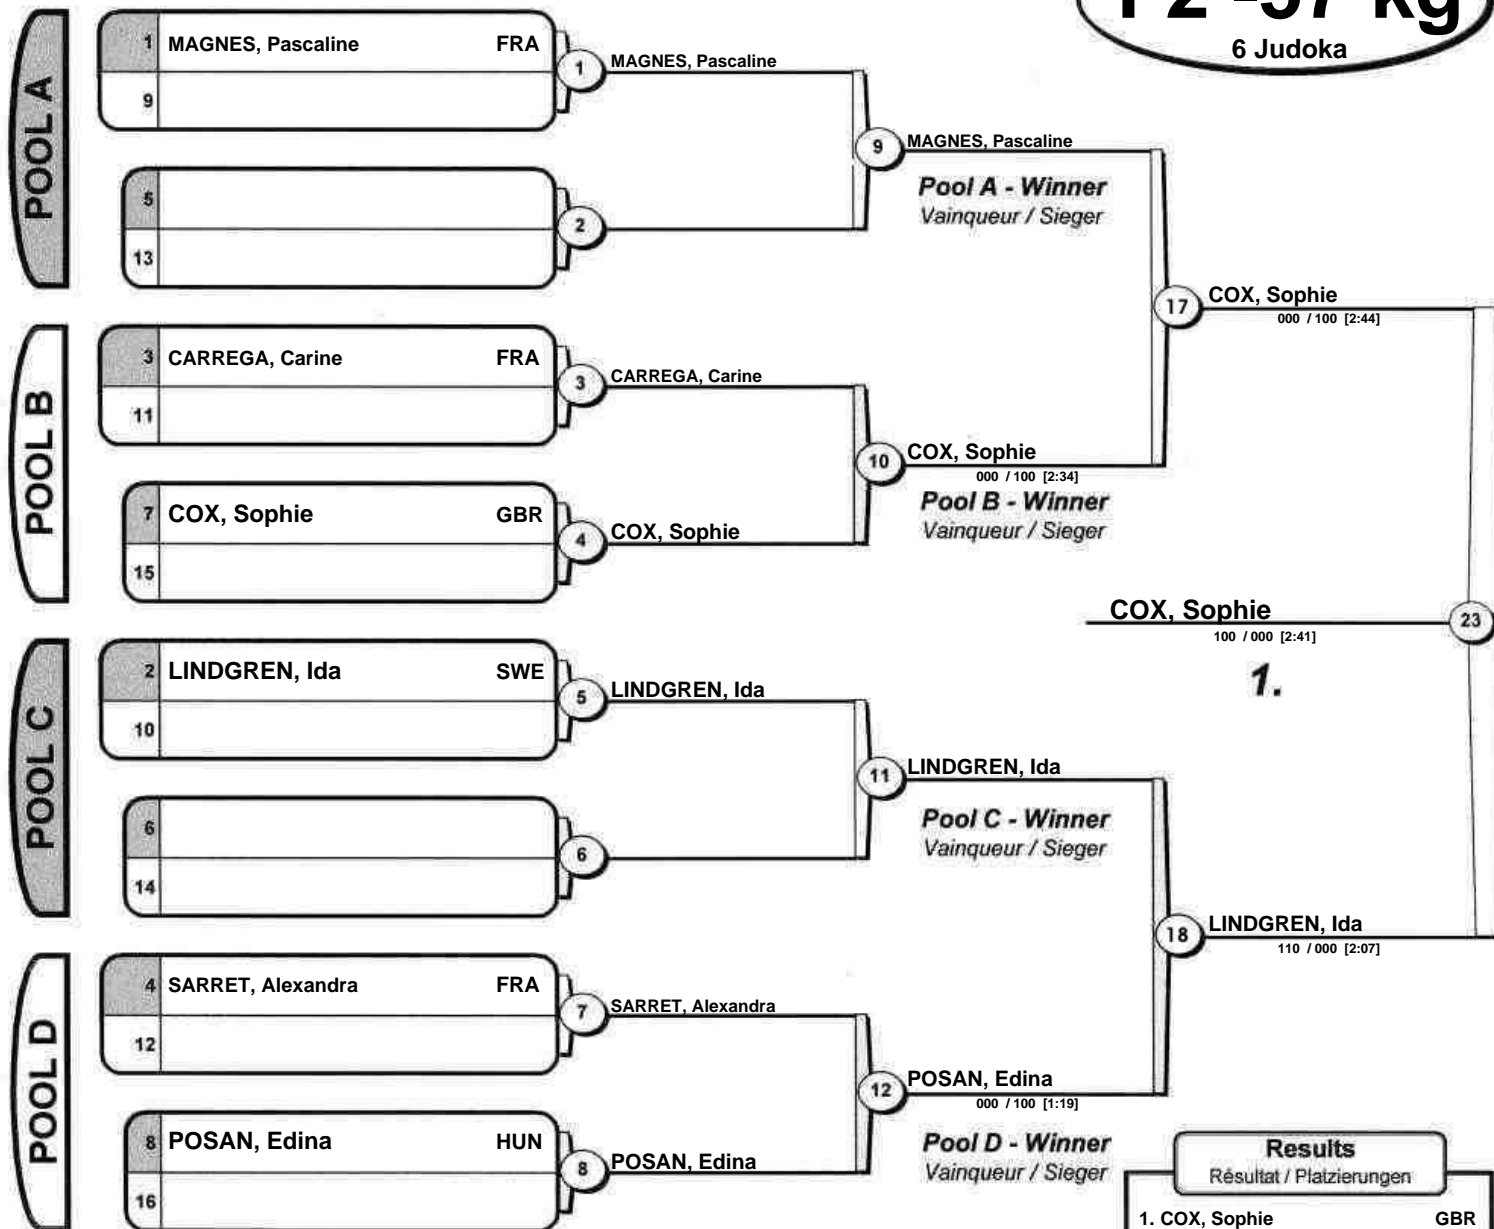 F2 -57 kg
6 Judoka
POOL A
1 MAGNES, Pascaline FRA
9
5
13
1 MAGNES, Pascaline
2
9 MAGNES, Pascaline
Pool A - Winner
Vainqueur / Sieger
POOL B
3 CARREGA, Carine FRA
11
7 COX, Sophie GBR
15
3 CARREGA, Carine
4 COX, Sophie
10 COX, Sophie
000 / 100 [2:34]
Pool B - Winner
Vainqueur / Sieger
17 COX, Sophie
000 / 100 [2:44]
COX, Sophie 23
100 / 000 [2:41]
1.
POOL C
2 LINDGREN, Ida SWE
10
6
14
5 LINDGREN, Ida
6
11 LINDGREN, Ida
Pool C - Winner
Vainqueur / Sieger
18 LINDGREN, Ida
110 / 000 [2:07]
POOL D
4 SARRET, Alexandra FRA
12
8 POSAN, Edina HUN
16
7 SARRET, Alexandra
8 POSAN, Edina
12 POSAN, Edina
000 / 100 [1:19]
Pool D - Winner
Vainqueur / Sieger
Results
Résultat / Platzierungen
1. COX, Sophie GBR